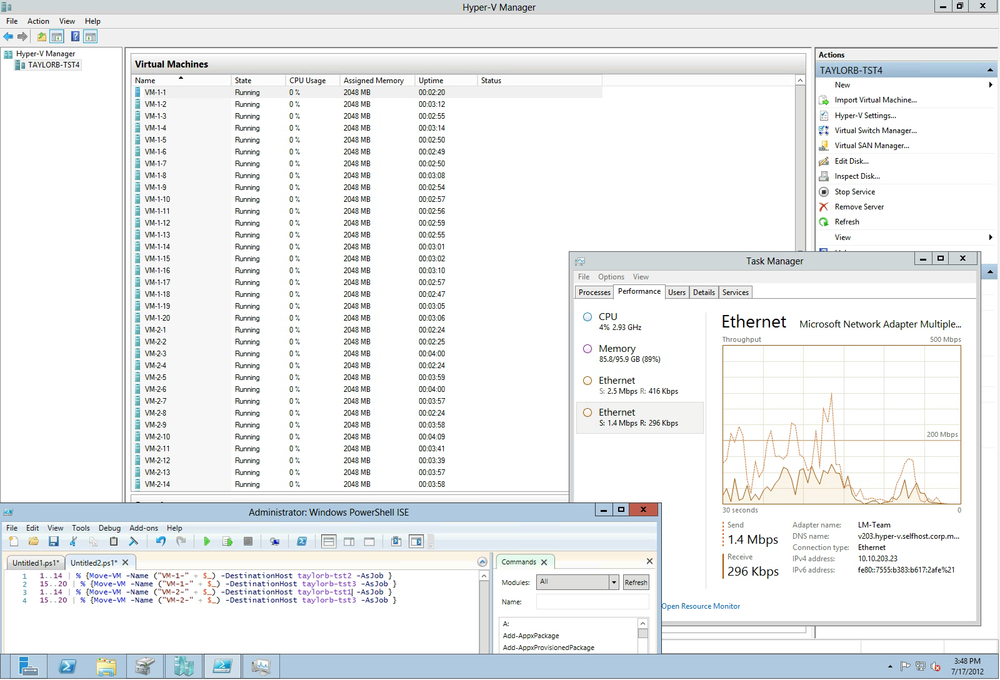 Hyper-V Manager
File Action View Help
Hyper-V Manager
TAYLORB-TST4
Virtual Machines
Name State CPU Usage Assigned Memory Uptime Status
VM-1-1 Running 0 % 2048 MB 00:02:20
VM-1-2 Running 0 % 2048 MB 00:03:12
VM-1-3 Running 0 % 2048 MB 00:02:55
VM-1-4 Running 0 % 2048 MB 00:03:14
VM-1-5 Running 0 % 2048 MB 00:02:50
VM-1-6 Running 0 % 2048 MB 00:02:49
VM-1-7 Running 0 % 2048 MB 00:02:50
VM-1-8 Running 0 % 2048 MB 00:03:08
VM-1-9 Running 0 % 2048 MB 00:02:54
VM-1-10 Running 0 % 2048 MB 00:02:57
VM-1-11 Running 0 % 2048 MB 00:02:56
VM-1-12 Running 0 % 2048 MB 00:02:59
VM-1-13 Running 0 % 2048 MB 00:02:55
VM-1-14 Running 0 % 2048 MB 00:03:01
VM-1-15 Running 0 % 2048 MB 00:03:02
VM-1-16 Running 0 % 2048 MB 00:03:10
VM-1-17 Running 0 % 2048 MB 00:02:57
VM-1-18 Running 0 % 2048 MB 00:02:47
VM-1-19 Running 0 % 2048 MB 00:03:05
VM-1-20 Running 0 % 2048 MB 00:03:06
VM-2-1 Running 0 % 2048 MB 00:02:24
VM-2-2 Running 0 % 2048 MB 00:02:25
VM-2-3 Running 0 % 2048 MB 00:04:00
VM-2-4 Running 0 % 2048 MB 00:02:24
VM-2-5 Running 0 % 2048 MB 00:03:59
VM-2-6 Running 0 % 2048 MB 00:04:00
VM-2-7 Running 0 % 2048 MB 00:03:57
VM-2-8 Running 0 % 2048 MB 00:02:24
VM-2-9 Running 0 % 2048 MB 00:03:58
VM-2-10 Running 0 % 2048 MB 00:04:09
VM-2-11 Running 0 % 2048 MB 00:03:41
VM-2-12 Running 0 % 2048 MB 00:03:39
VM-2-13 Running 0 % 2048 MB 00:03:57
VM-2-14 Running 0 % 2048 MB 00:03:58
Actions
TAYLORB-TST4
New
Import Virtual Machine...
Hyper-V Settings...
Virtual Switch Manager...
Virtual SAN Manager...
Edit Disk...
Inspect Disk...
Stop Service
Remove Server
Refresh
View
Task Manager
File Options View
Processes Performance Users Details Services
CPU
4% 2.93 GHz
Memory
85.8/95.9 GB (89%)
Ethernet
S: 2.5 Mbps R: 416 Kbps
Ethernet
S: 1.4 Mbps R: 296 Kbps
Ethernet Microsoft Network Adapter Multiple...
Throughput 500 Mbps
200 Mbps
30 seconds 0
Send
1.4 Mbps
Receive
296 Kbps
Adapter name: LM-Team
DNS name: v203.hyper-v.selfhost.corp.m...
Connection type: Ethernet
IPv4 address: 10.10.203.23
IPv6 address: fe80::7555:b383:b617:2afe%21
Open Resource Monitor
Administrator: Windows PowerShell ISE
File Edit View Tools Debug Add-ons Help
Untitled1.ps1* Untitled2.ps1* X
1 1..14 | % {Move-VM -Name ("VM-1-" + $_) -DestinationHost taylorb-tst2 -AsJob }
2 15..20 | % {Move-VM -Name ("VM-1-" + $_) -DestinationHost taylorb-tst3 -AsJob }
3 1..14 | % {Move-VM -Name ("VM-2-" + $_) -DestinationHost taylorb-tst1 -AsJob }
4 15..20 | % {Move-VM -Name ("VM-2-" + $_) -DestinationHost taylorb-tst3 -AsJob }
Commands X
Modules: All Refresh
Name:
A:
Add-AppxPackage
Add-AppxProvisionedPackage
3:48 PM
7/17/2012